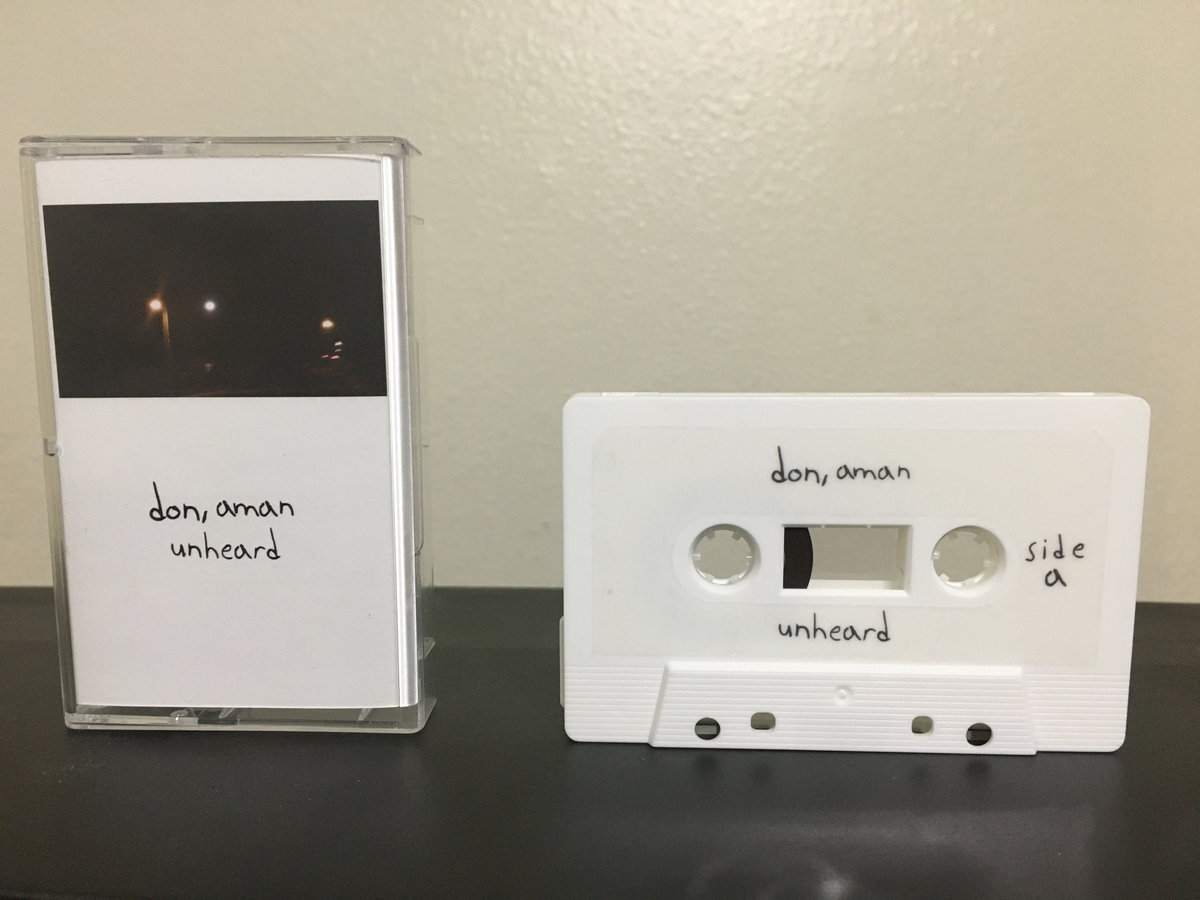 don, aman
unheard
don, aman
side
a
unheard